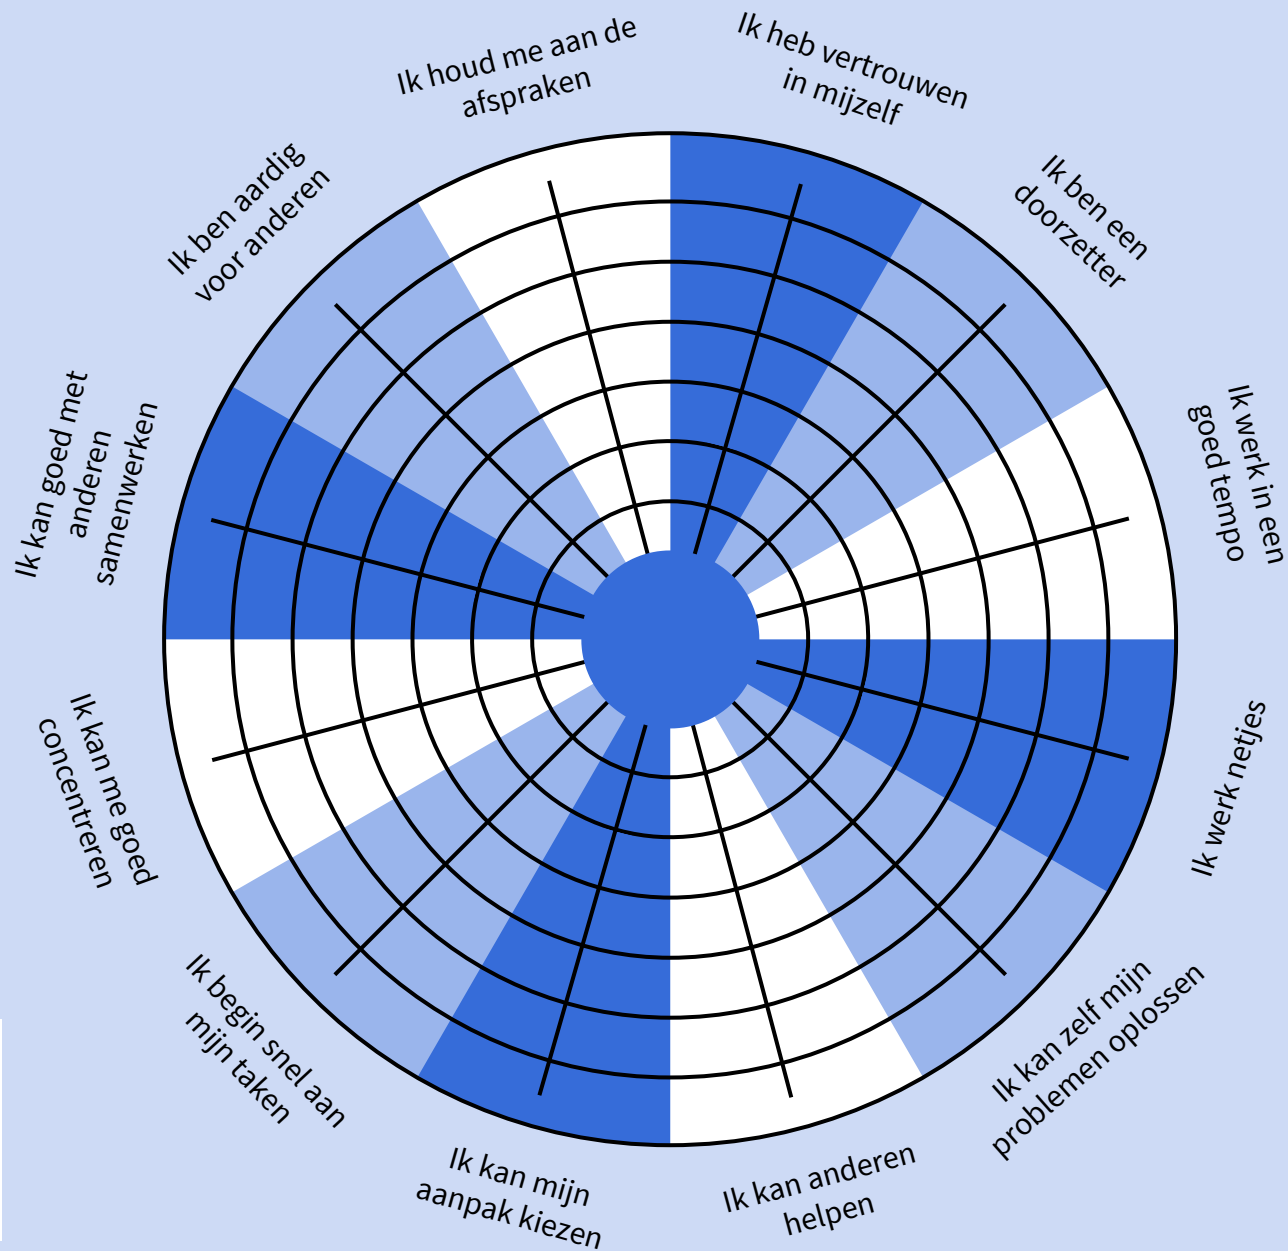 Ik houd me aan de
afspraken
Ik heb vertrouwen
in mijzelf
Ik ben een
doorzetter
Ik werk in een
goed tempo
Ik werk netjes
Ik kan zelf mijn
problemen oplossen
Ik kan anderen
helpen
Ik kan mijn
aanpak kiezen
Ik begin snel aan
mijn taken
Ik kan me goed
concentreren
Ik kan goed met
anderen
samenwerken
Ik ben aardig
voor anderen